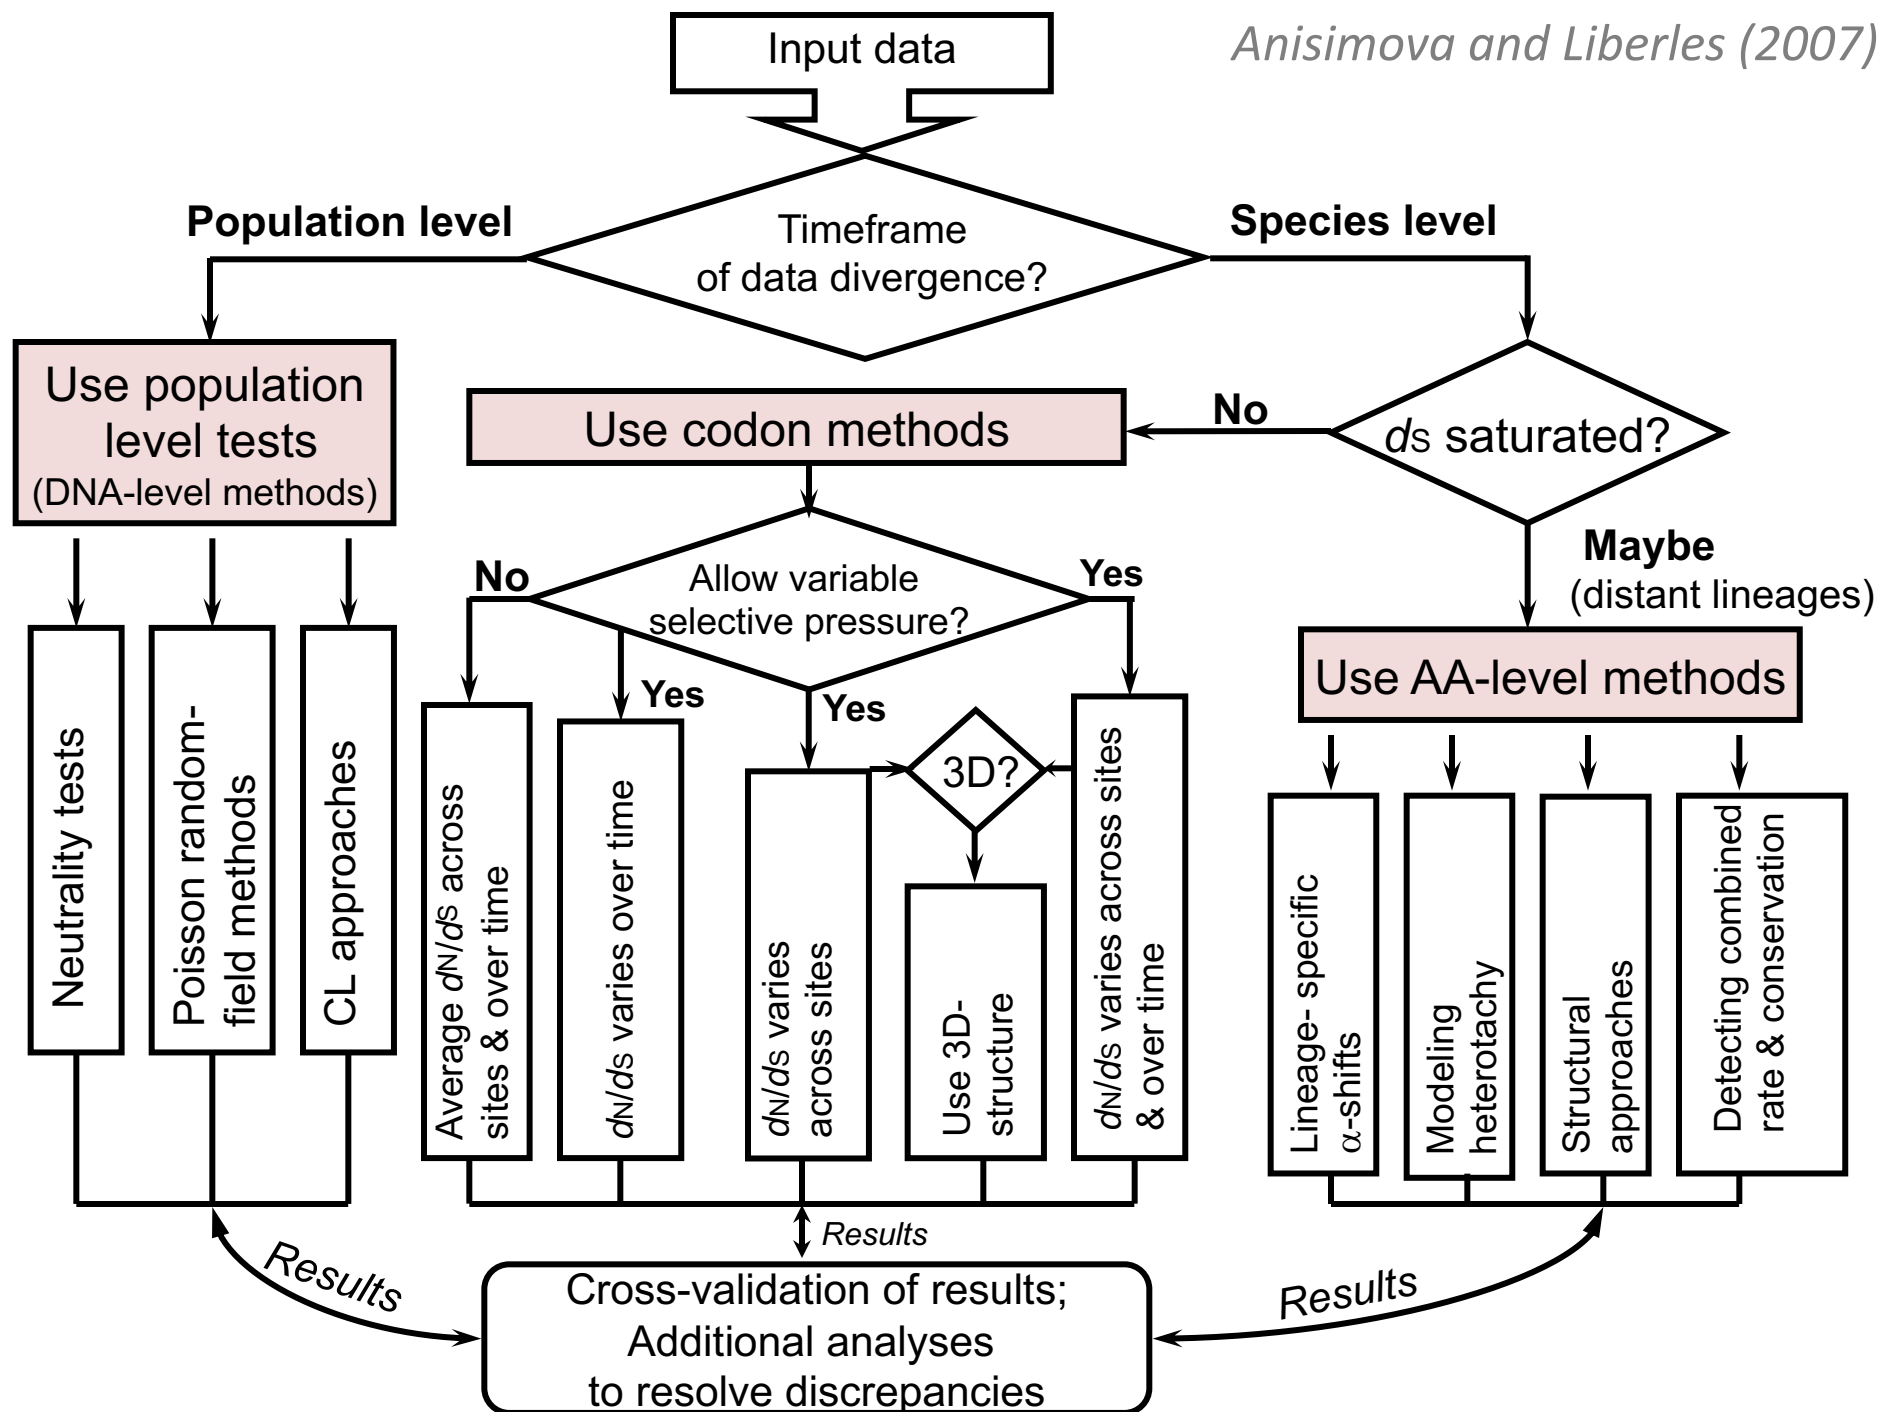 Input data
Anisimova and Liberles (2007)
Population level
Timeframe
of data divergence?
Species level
Use population
level tests
(DNA-level methods)
Use codon methods
No
dS saturated?
Maybe
(distant lineages)
No
Allow variable
selective pressure?
Yes
Yes
Yes
3D?
Use AA-level methods
Neutrality tests
Poisson random-
field methods
CL approaches
Average dN/dS across
sites & over time
dN/dS varies over time
dN/dS varies
across sites
Use 3D-
structure
dN/dS varies across sites
& over time
Lineage- specific
α-shifts
Modeling
heterotachy
Structural
approaches
Detecting combined
rate & conservation
Results
Results
Results
Cross-validation of results;
Additional analyses
to resolve discrepancies